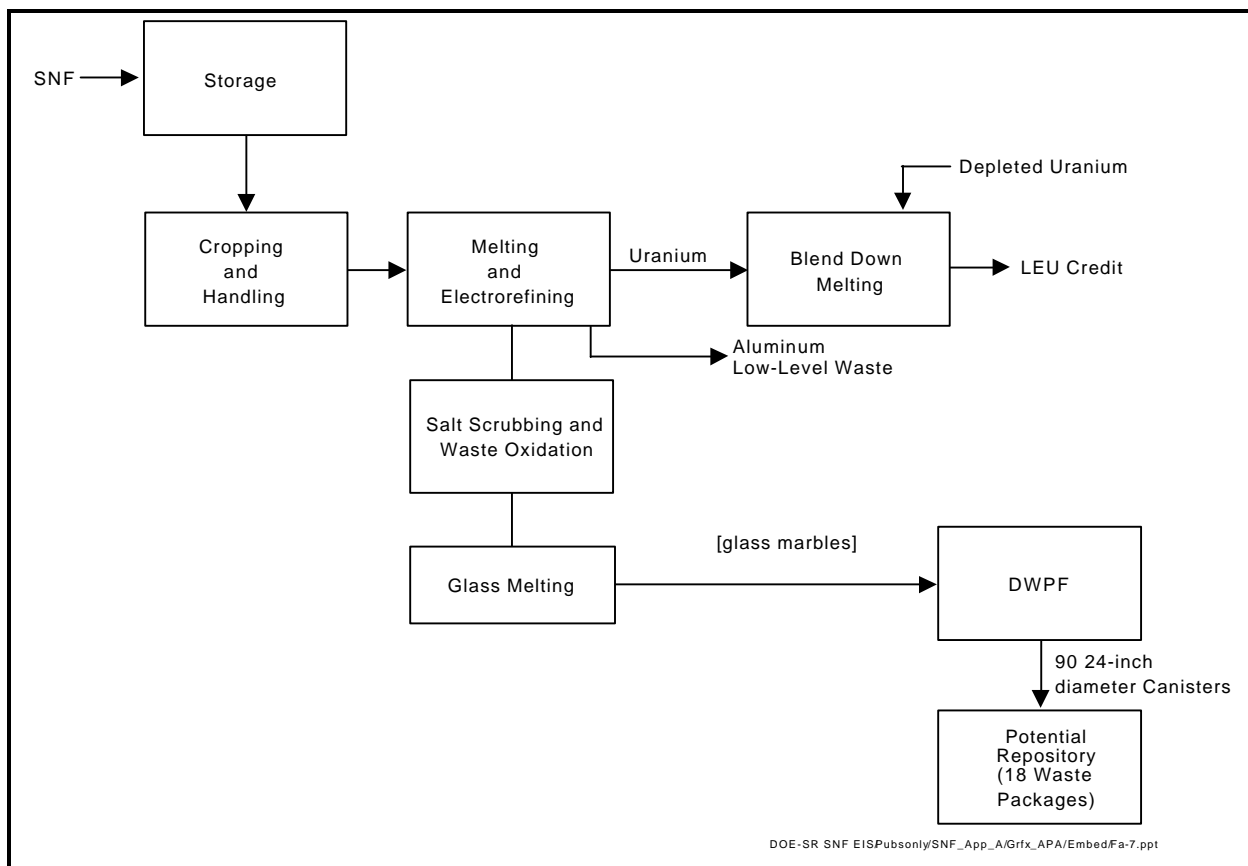 SNF
Storage
Depleted Uranium
Cropping
and
Handling
Melting
and
Electrorefining
Uranium
Blend Down
Melting
LEU Credit
Aluminum
Low-Level Waste
Salt Scrubbing and
Waste Oxidation
[glass marbles]
Glass Melting
DWPF
90 24-inch
diameter Canisters
Potential
Repository
(18 Waste
Packages)
DOE-SR SNF EIS/Pubsonly/SNF_App_A/Grfx_APA/Embed/Fa-7.ppt